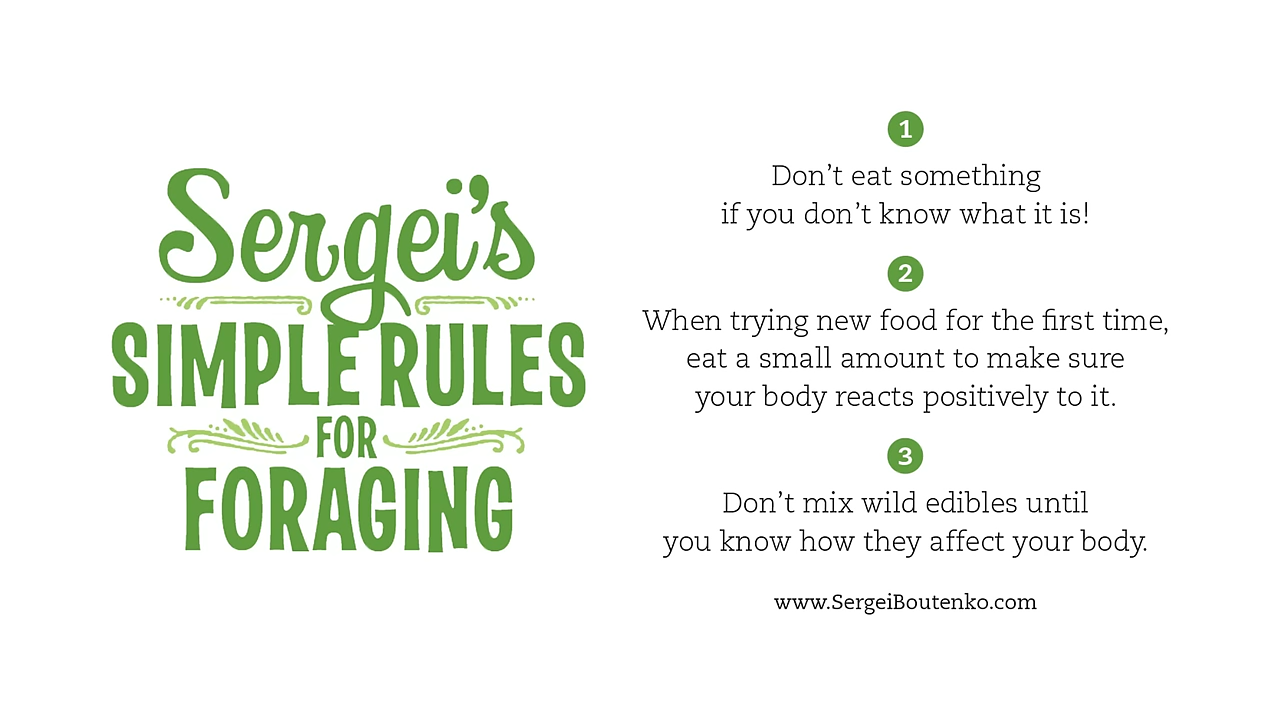 Sergei's
SIMPLE RULES
FOR
FORAGING
1
Don't eat something
if you don't know what it is!
2
When trying new food for the first time,
eat a small amount to make sure
your body reacts positively to it.
3
Don't mix wild edibles until
you know how they affect your body.
www.SergeiBoutenko.com